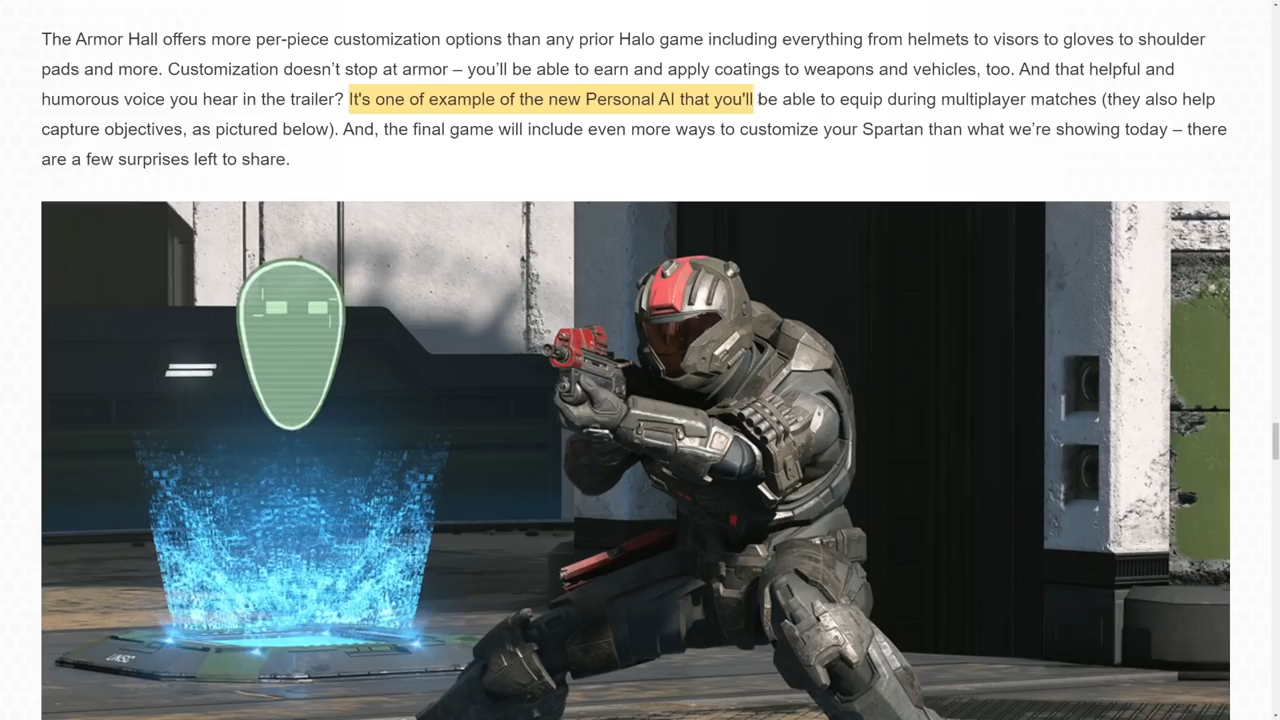 The Armor Hall offers more per-piece customization options than any prior Halo game including everything from helmets to visors to gloves to shoulder
pads and more. Customization doesn’t stop at armor – you’ll be able to earn and apply coatings to weapons and vehicles, too. And that helpful and
humorous voice you hear in the trailer? It's one of example of the new Personal AI that you'll be able to equip during multiplayer matches (they also help
capture objectives, as pictured below). And, the final game will include even more ways to customize your Spartan than what we’re showing today – there
are a few surprises left to share.
UNSC